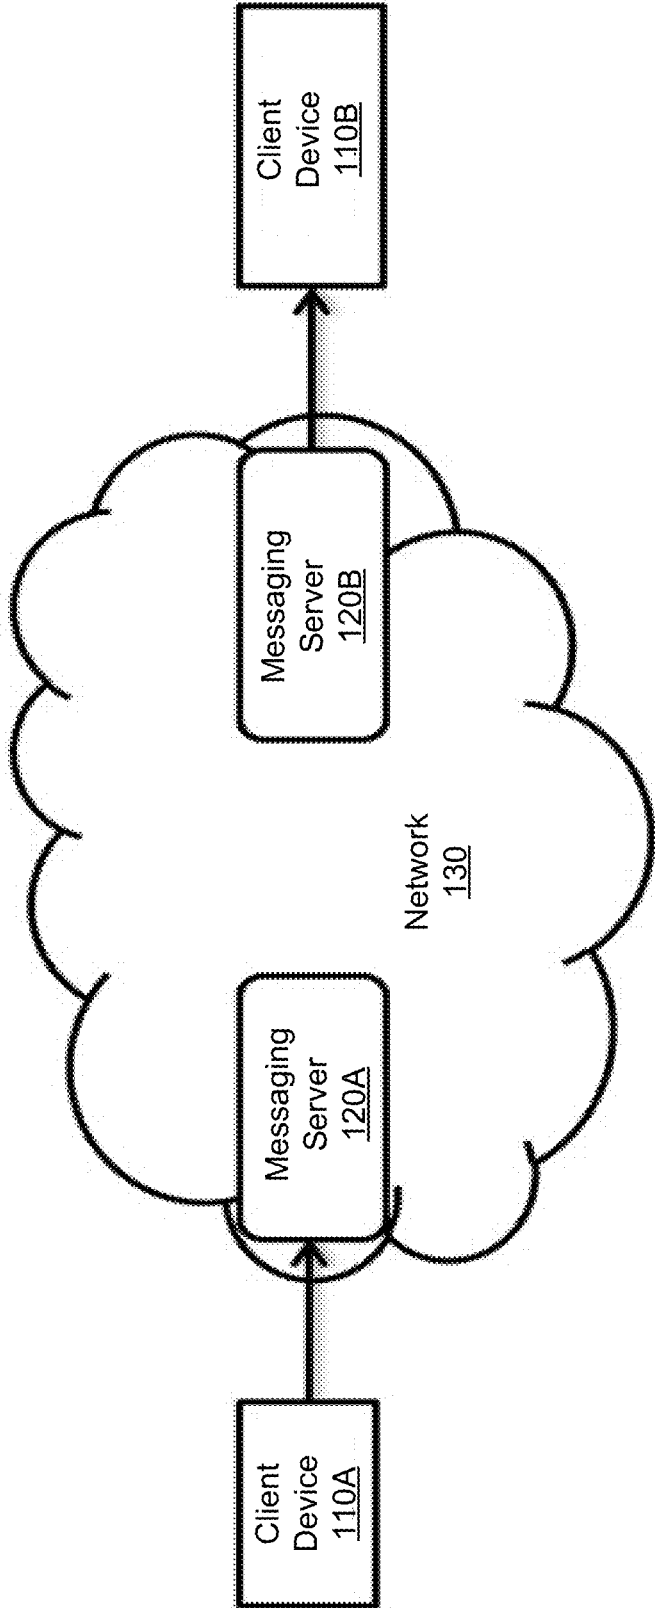 Client
Device
110A
Messaging
Server
120A
Network
130
Messaging
Server
120B
Client
Device
110B